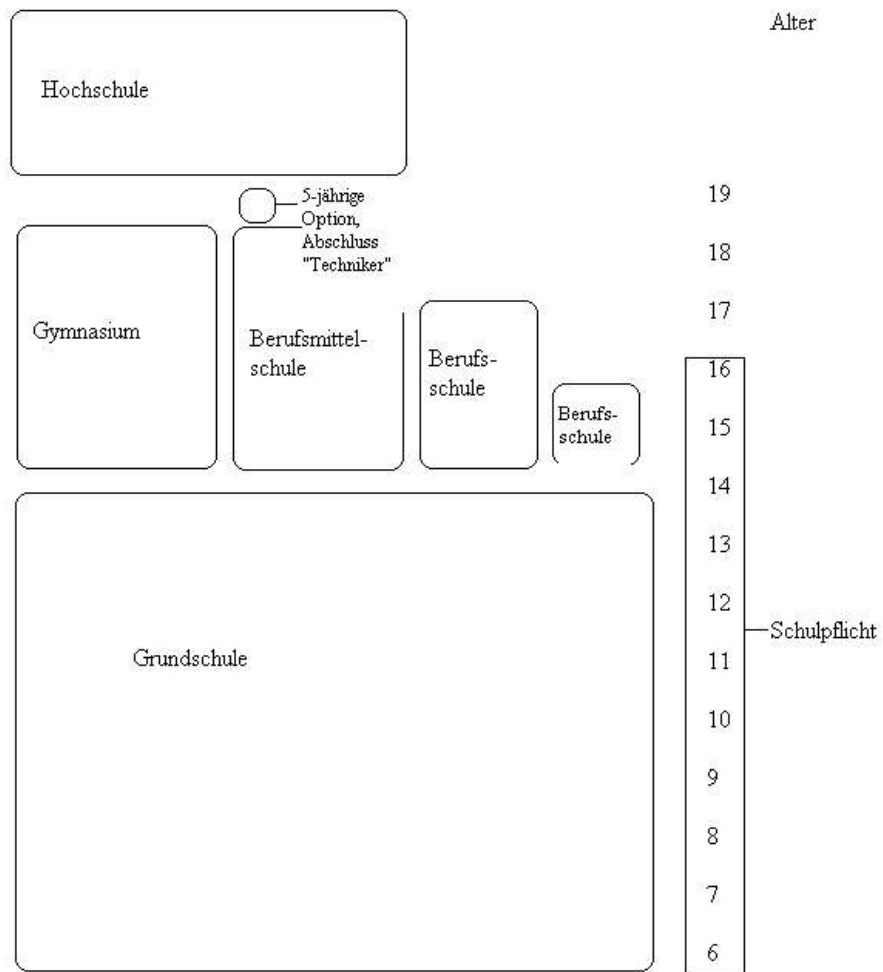 Alter
Hochschule
5-jährige
Option,
Abschluss
"Techniker"
Gymnasium
Berufsmittel-
schule
Berufs-
schule
Berufs-
schule
Grundschule
19
18
17
16
15
14
13
12
11
10
9
8
7
6
Schulpflicht